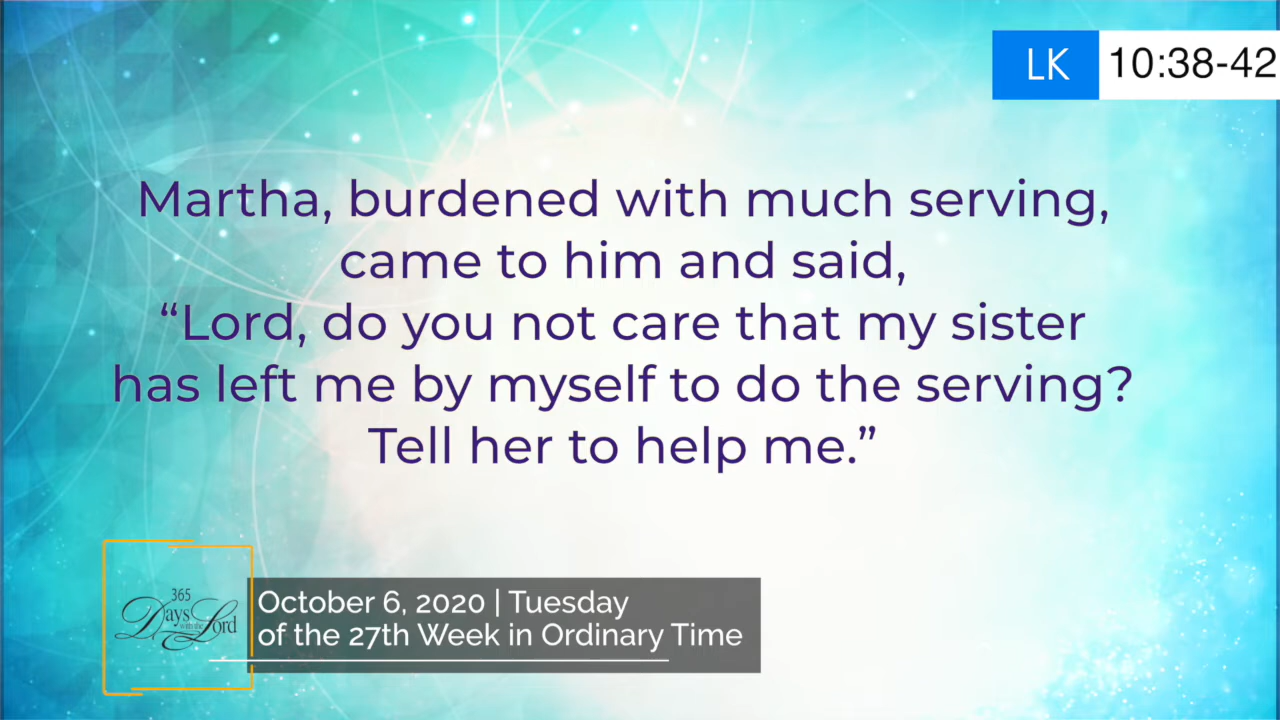 LK 10:38-42
Martha, burdened with much serving,
came to him and said,
“Lord, do you not care that my sister
has left me by myself to do the serving?
Tell her to help me.”
365
Days with the Lord
October 6, 2020 | Tuesday
of the 27th Week in Ordinary Time